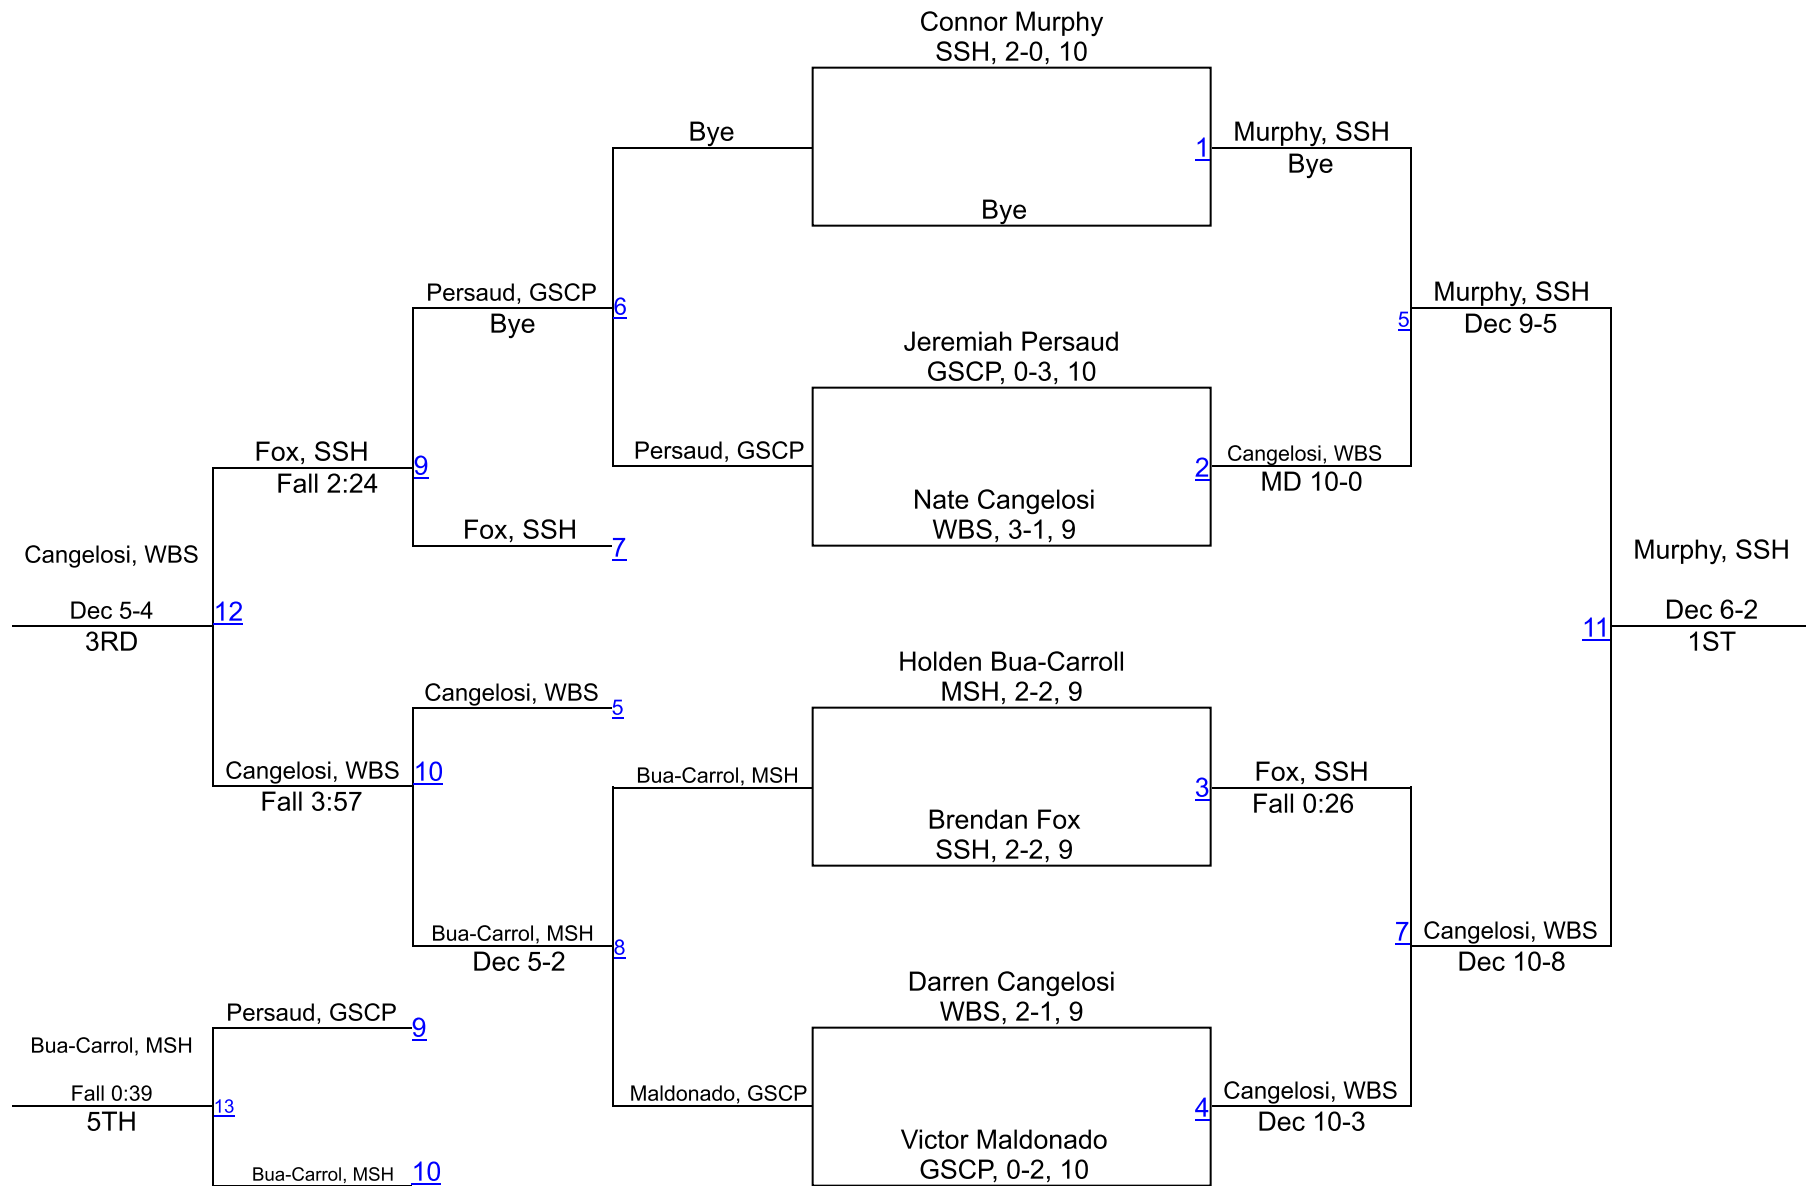 Connor Murphy
SSH, 2-0, 10
Bye
1
Murphy, SSH
Bye
Bye
Persaud, GSCP
Bye
6
5
Murphy, SSH
Dec 9-5
Jeremiah Persaud
GSCP, 0-3, 10
Fox, SSH
Fall 2:24
9
Persaud, GSCP
2
Cangelosi, WBS
MD 10-0
Nate Cangelosi
WBS, 3-1, 9
Fox, SSH
7
Cangelosi, WBS
Dec 5-4
3RD
12
Murphy, SSH
Dec 6-2
1ST
11
Holden Bua-Carroll
MSH, 2-2, 9
Cangelosi, WBS
5
Cangelosi, WBS
Fall 3:57
10
Bua-Carrol, MSH
3
Fox, SSH
Fall 0:26
Brendan Fox
SSH, 2-2, 9
Bua-Carrol, MSH
Dec 5-2
8
7
Cangelosi, WBS
Dec 10-8
Darren Cangelosi
WBS, 2-1, 9
Persaud, GSCP
9
Bua-Carrol, MSH
Fall 0:39
5TH
13
Maldonado, GSCP
4
Cangelosi, WBS
Dec 10-3
Victor Maldonado
GSCP, 0-2, 10
Bua-Carrol, MSH
10